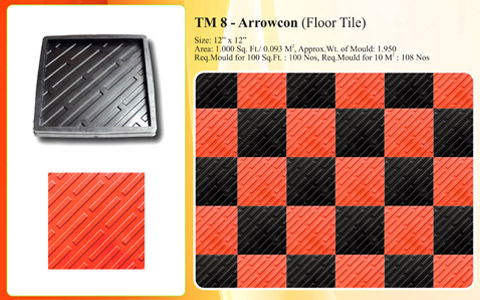 TM 8 - Arrowcon (Floor Tile)
Size: 12" x 12"
Area: 1.000 Sq. Ft./ 0.093 M², Approx.Wt. of Mould: 1.950
Req.Mould for 100 Sq.Ft. : 100 Nos, Req.Mould for 10 M² : 108 Nos